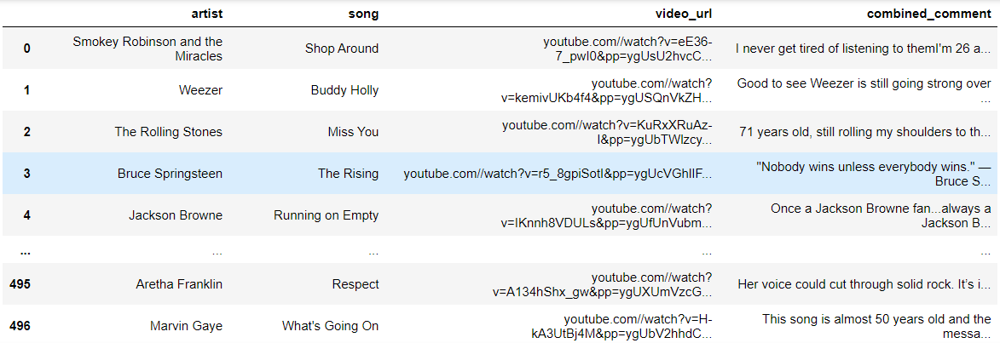 artist song video_url combined_comment
0 Smokey Robinson and the Miracles Shop Around youtube.com//watch?v=eE36-7_pwI0&pp=ygUsU2hvcC... I never get tired of listening to themI'm 26 a...
1 Weezer Buddy Holly youtube.com//watch?v=kemivUKb4f4&pp=ygUSQnVkZH... Good to see Weezer is still going strong over ...
2 The Rolling Stones Miss You youtube.com//watch?v=KuRxXRuAz-I&pp=ygUbTWlzcy... 71 years old, still rolling my shoulders to th...
3 Bruce Springsteen The Rising youtube.com//watch?v=r5_8gpiSotI&pp=ygUcVGhlIF... "Nobody wins unless everybody wins." — Bruce S...
4 Jackson Browne Running on Empty youtube.com//watch?v=IKnnh8VDULs&pp=ygUfUnVubm... Once a Jackson Browne fan...always a Jackson B...
... ... ... ... ...
495 Aretha Franklin Respect youtube.com//watch?v=A134hShx_gw&pp=ygUXUmVzcG... Her voice could cut through solid rock. It’s i...
496 Marvin Gaye What's Going On youtube.com//watch?v=H-kA3UtBj4M&pp=ygUbV2hhdC... This song is almost 50 years old and the messa...